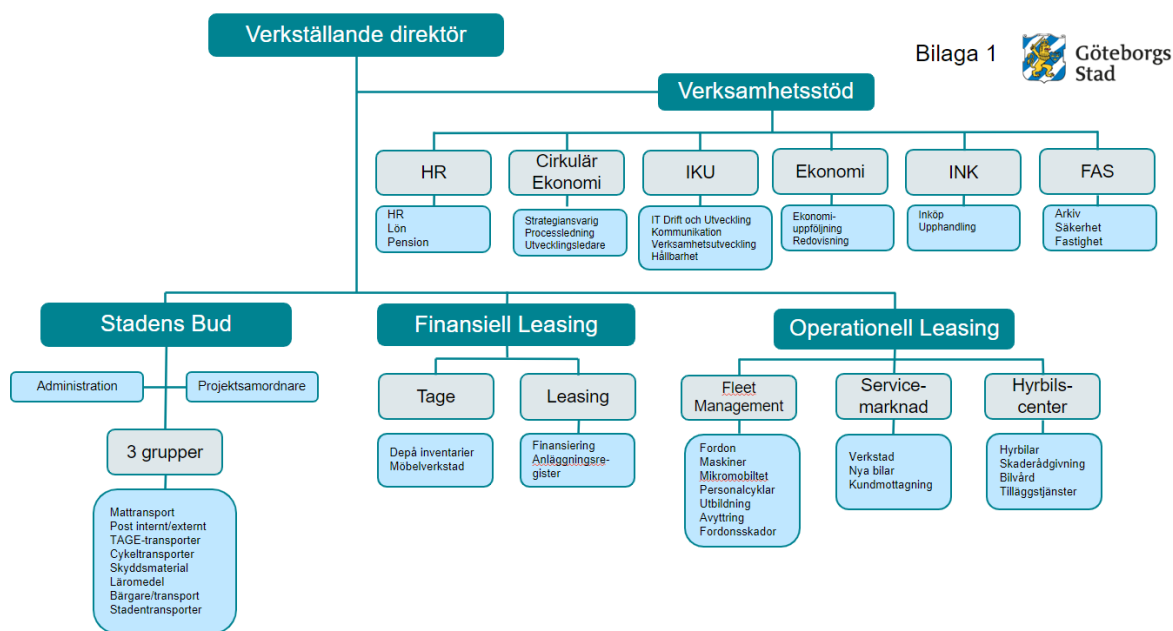 Verkställande direktör
Bilaga 1
Göteborgs
Stad
Verksamhetsstöd
HR
Cirkulär
Ekonomi
IKU
Ekonomi
INK
FAS
HR
Lön
Pension
Strategiansvarig
Processledning
Utvecklingsledare
IT Drift och Utveckling
Kommunikation
Verksamhetsutveckling
Hållbarhet
Ekonomi-
uppföljning
Redovisning
Inköp
Upphandling
Arkiv
Säkerhet
Fastighet
Stadens Bud
Finansiell Leasing
Operationell Leasing
Administration
Projektsamordnare
3 grupper
Mattransport
Post internt/externt
TAGE-transporter
Cykeltransporter
Skyddsmaterial
Läromedel
Bärgare/transport
Stadentransporter
Tage
Leasing
Depå inventarier
Möbelverkstad
Finansiering
Anläggningsre-
gister
Fleet
Management
Service-
marknad
Hyrbils-
center
Fordon
Maskiner
Mikromobiltet
Personalcyklar
Utbildning
Avyttring
Fordonsskador
Verkstad
Nya bilar
Kundmottagning
Hyrbilar
Skaderådgivning
Bilvård
Tilläggstjänster